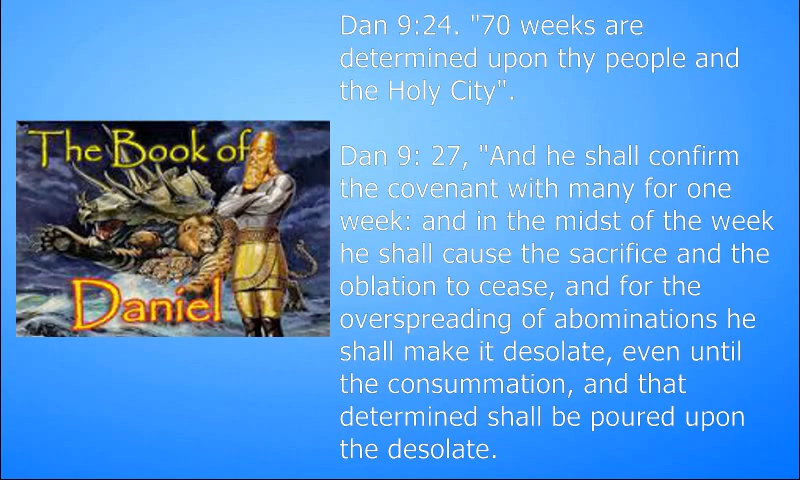 The Book of
Daniel
Dan 9:24. "70 weeks are
determined upon thy people and
the Holy City".
Dan 9: 27, "And he shall confirm
the covenant with many for one
week: and in the midst of the week
he shall cause the sacrifice and the
oblation to cease, and for the
overspreading of abominations he
shall make it desolate, even until
the consummation, and that
determined shall be poured upon
the desolate.